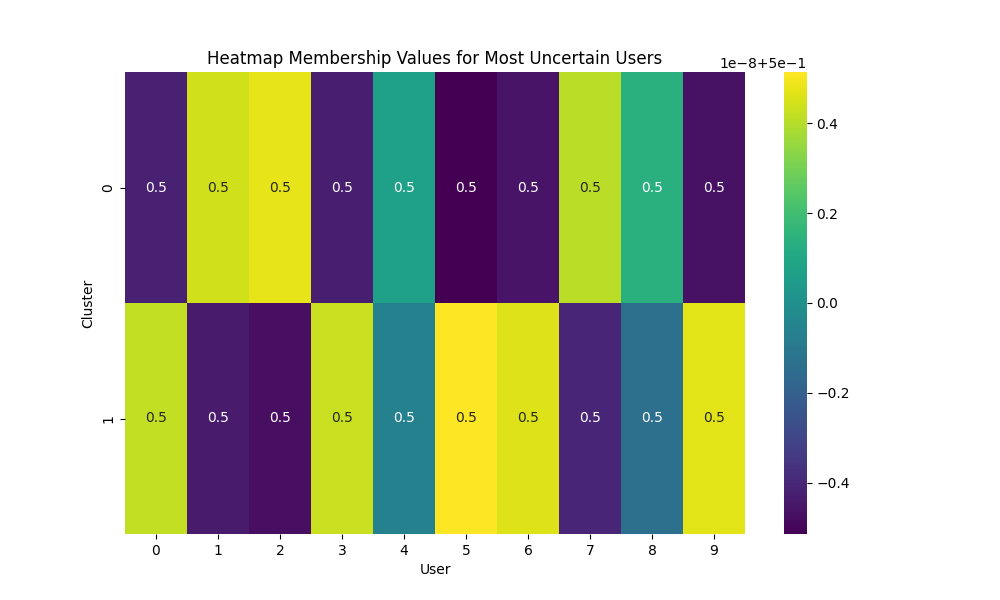 Heatmap Membership Values for Most Uncertain Users
1e−8+5e−1
0.4
0 0.5 0.5 0.5 0.5 0.5 0.5 0.5 0.5 0.5 0.5
0.2
Cluster
0.0
−0.2
1 0.5 0.5 0.5 0.5 0.5 0.5 0.5 0.5 0.5 0.5
−0.4
0 1 2 3 4 5 6 7 8 9
User